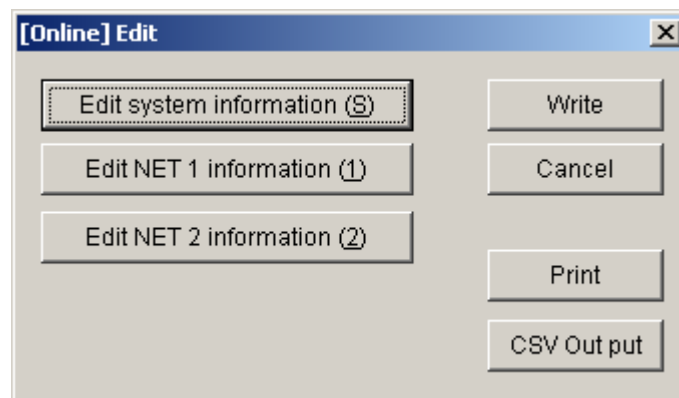 [Online] Edit
Edit system information (S)
Write
Edit NET 1 information (1)
Cancel
Edit NET 2 information (2)
Print
CSV Out put